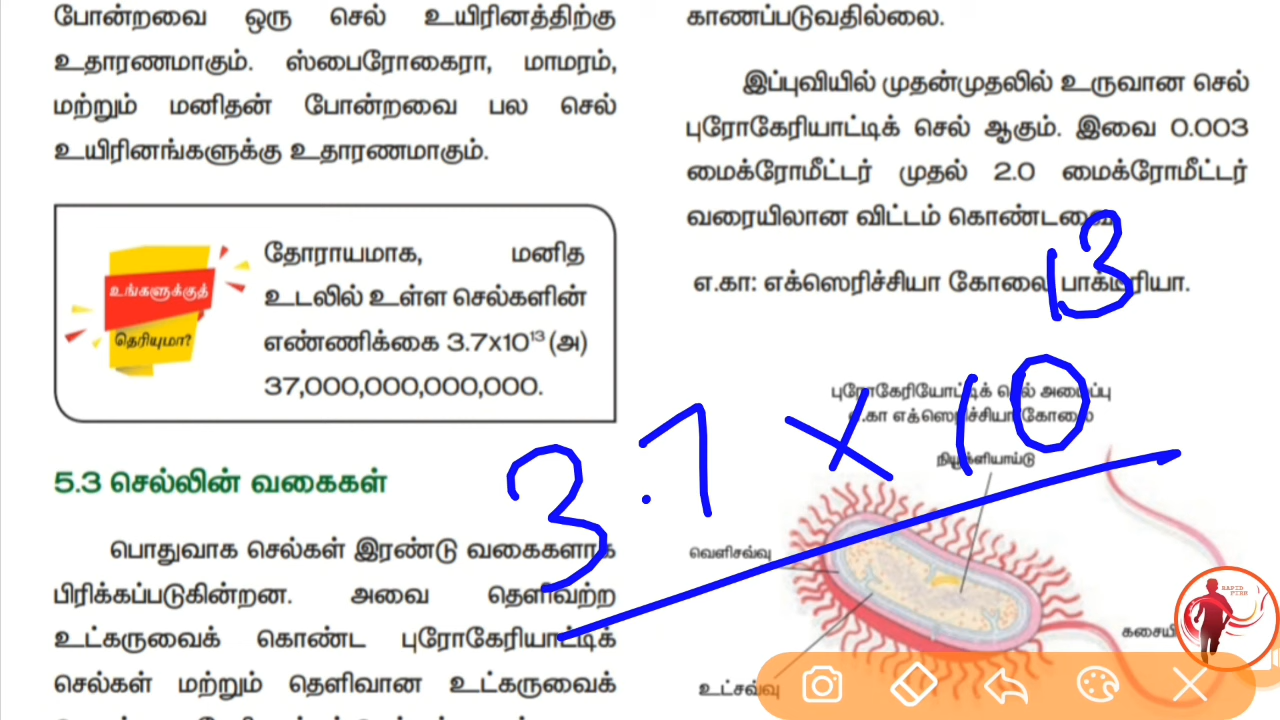 போன்றவை ஒரு செல் உயிரினத்திற்கு
உதாரணமாகும். ஸ்பைரோகைரா, மாமரம்,
மற்றும் மனிதன் போன்றவை பல செல்
உயிரினங்களுக்கு உதாரணமாகும்.
உங்களுக்குத்
தெரியுமா?
தோராயமாக, மனித
உடலில் உள்ள செல்களின்
எண்ணிக்கை 3.7x10¹³ (அ)
37,000,000,000,000.
5.3 செல்லின் வகைகள்
பொதுவாக செல்கள் இரண்டு வகைகளாக
பிரிக்கப்படுகின்றன. அவை தெளிவற்ற
உட்கருவைக் கொண்ட புரோகேரியாட்டிக்
செல்கள் மற்றும் தெளிவான உட்கருவைக்
காணப்படுவதில்லை.
இப்புவியில் முதன்முதலில் உருவான செல்
புரோகேரியாட்டிக் செல் ஆகும். இவை 0.003
மைக்ரோமீட்டர் முதல் 2.0 மைக்ரோமீட்டர்
வரையிலான விட்டம் கொண்டவை.
எ.கா: எக்ஸெரிச்சியா கோலை பாக்டீரியா.
3.7 x 10 13
புரோகேரியோட்டிக் செல் அமைப்பு
எ.கா எக்ஸெரிச்சியா கோலை
நியூக்ளியாய்டு
வெளிசவ்வு
கசையி
உட்சவ்வு
RAPID